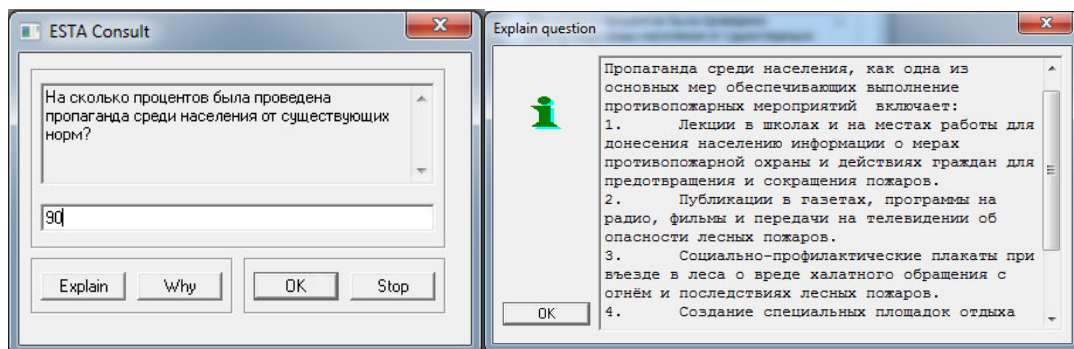 ESTA Consult
На сколько процентов была проведена
пропаганда среди населения от существующих
норм?
90
Explain
Why
OK
Stop
Explain question
Пропаганда среди населения, как одна из
основных мер обеспечивающих выполнение
противопожарных мероприятий включает:
1. Лекции в школах и на местах работы для
донесения населению информации о мерах
противопожарной охраны и действиях граждан для
предотвращения и сокращения пожаров.
2. Публикации в газетах, программы на
радио, фильмы и передачи на телевидении об
опасности лесных пожаров.
3. Социально-профилактические плакаты при
въезде в леса о вреде халатного обращения с
огнём и последствиях лесных пожаров.
4. Создание специальных площадок отдыха
OK